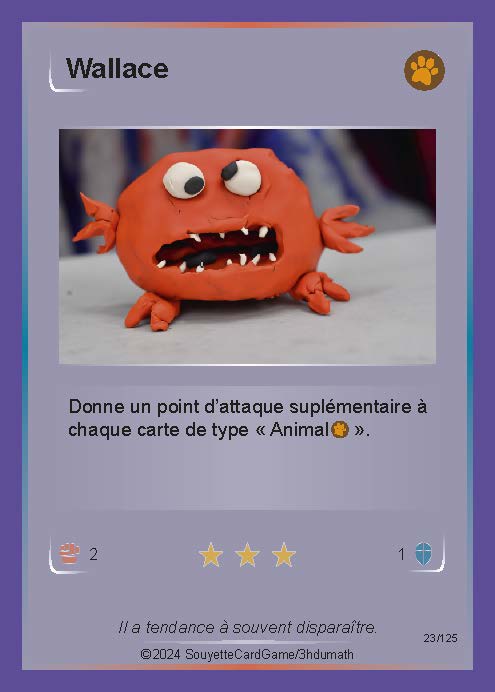 Wallace
Donne un point d’attaque suplémentaire à
chaque carte de type « Animal ».
2
1
Il a tendance à souvent disparaître.
23/125
©2024 SouyetteCardGame/3hdumath